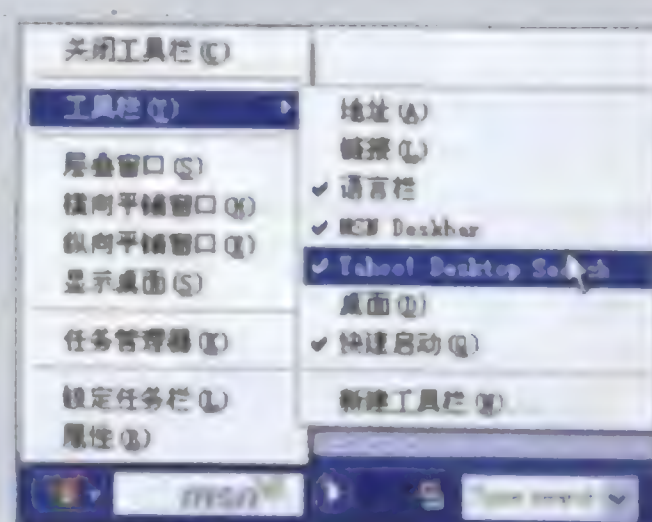 关闭工具栏(C)
工具栏(T)
层叠窗口(S)
横向平铺窗口(H)
纵向平铺窗口(E)
显示桌面(S)
任务管理器(K)
锁定任务栏(L)
属性(R)
地址(A)
链接(L)
语言栏
MSN Deskbar
Yahoo! Desktop Search
桌面(D)
快速启动(Q)
新建工具栏(N)...
msn